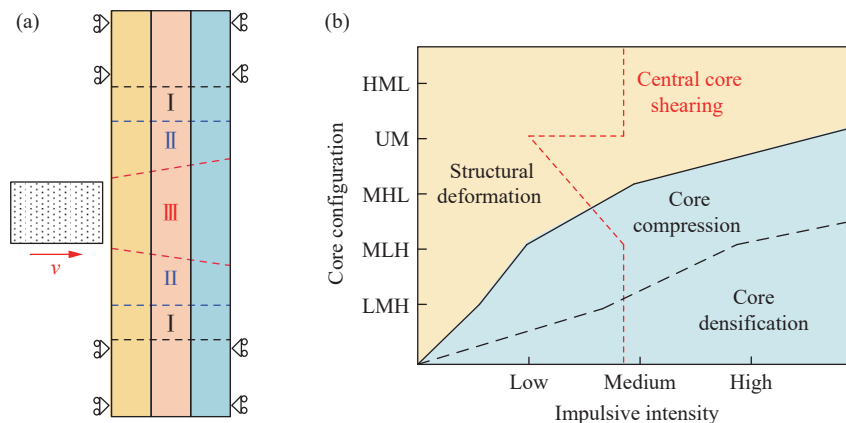 (a)
I
II
III
v
II
I
(b)
Core configuration
HML
UM
MHL
MLH
LMH
Central core
shearing
Structural
deformation
Core
compression
Core
densification
Low
Medium
High
Impulsive intensity